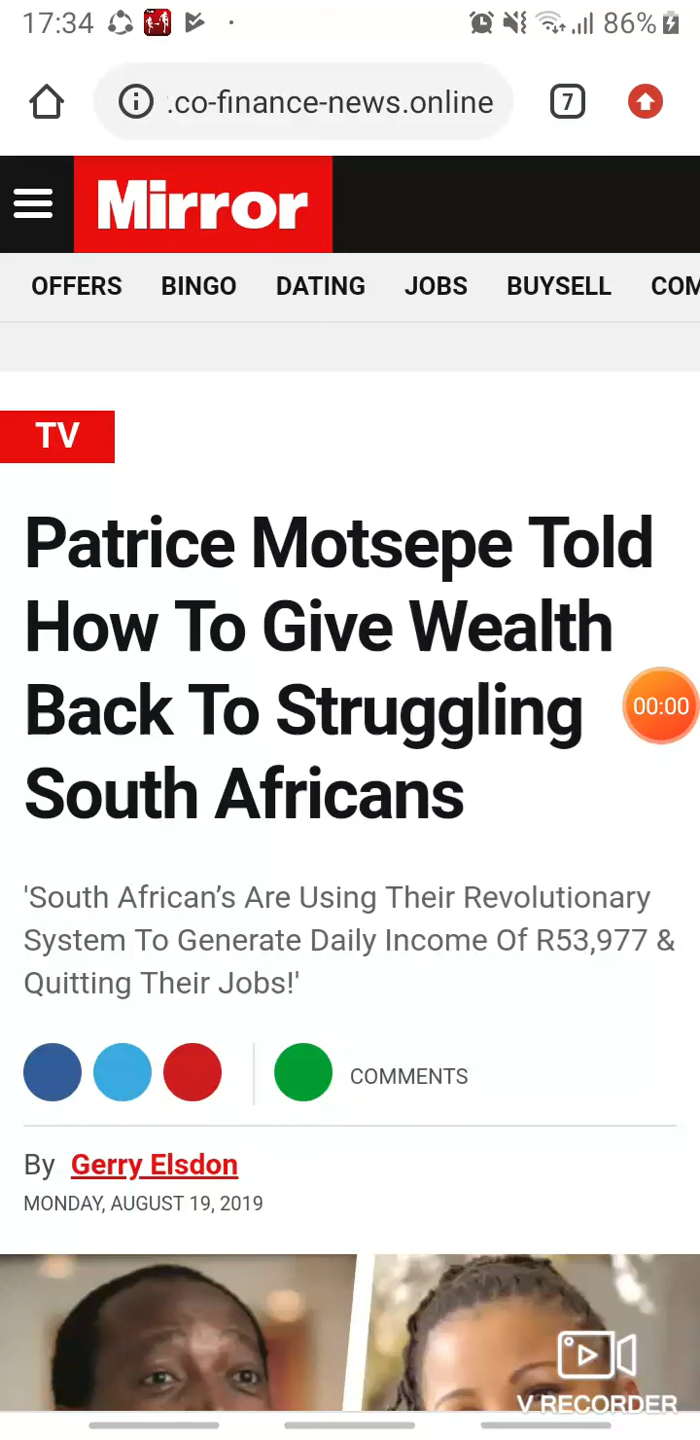 17:34
86%
.co-finance-news.online
7
Mirror
OFFERS BINGO DATING JOBS BUYSELL COM
TV
Patrice Motsepe Told
How To Give Wealth
Back To Struggling
00:00
South Africans
'South African’s Are Using Their Revolutionary
System To Generate Daily Income Of R53,977 &
Quitting Their Jobs!'
COMMENTS
By Gerry Elsdon
MONDAY, AUGUST 19, 2019
V RECORDER